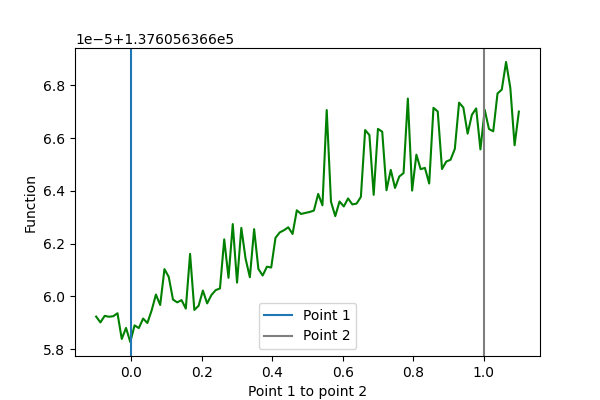 1e−5+1.376056366e5
6.8
6.6
6.4
6.2
6.0
5.8
Function
0.0 0.2 0.4 0.6 0.8 1.0
Point 1 to point 2
Point 1
Point 2